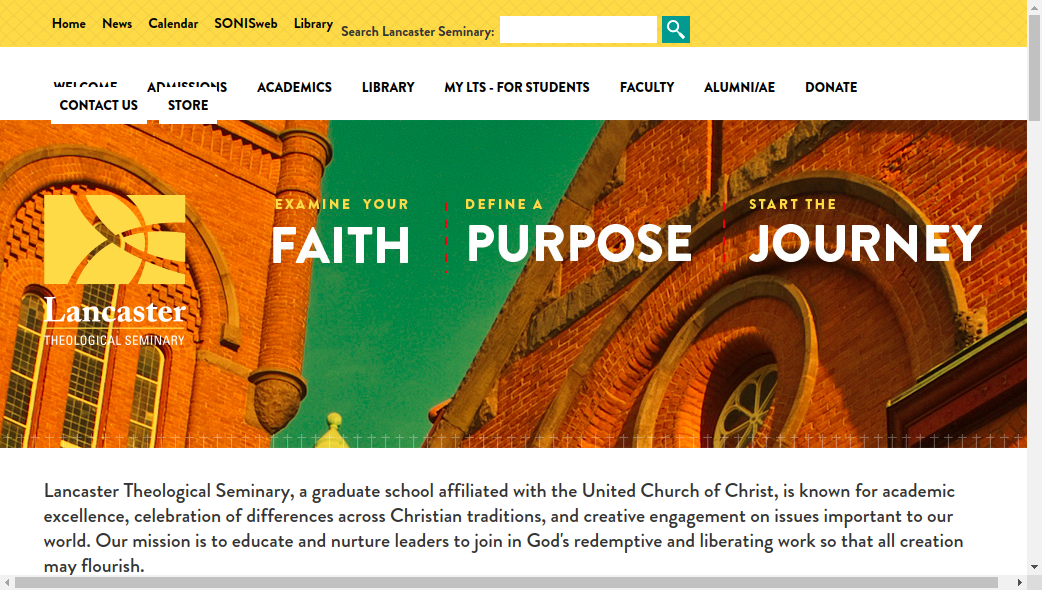 Home News Calendar SONISweb Library Search Lancaster Seminary:
WELCOME ADMISSIONS ACADEMICS LIBRARY MY LTS - FOR STUDENTS FACULTY ALUMNI/AE DONATE
CONTACT US STORE
EXAMINE YOUR DEFINE A START THE
FAITH PURPOSE JOURNEY
Lancaster
THEOLOGICAL SEMINARY
Lancaster Theological Seminary, a graduate school affiliated with the United Church of Christ, is known for academic
excellence, celebration of differences across Christian traditions, and creative engagement on issues important to our
world. Our mission is to educate and nurture leaders to join in God's redemptive and liberating work so that all creation
may flourish.